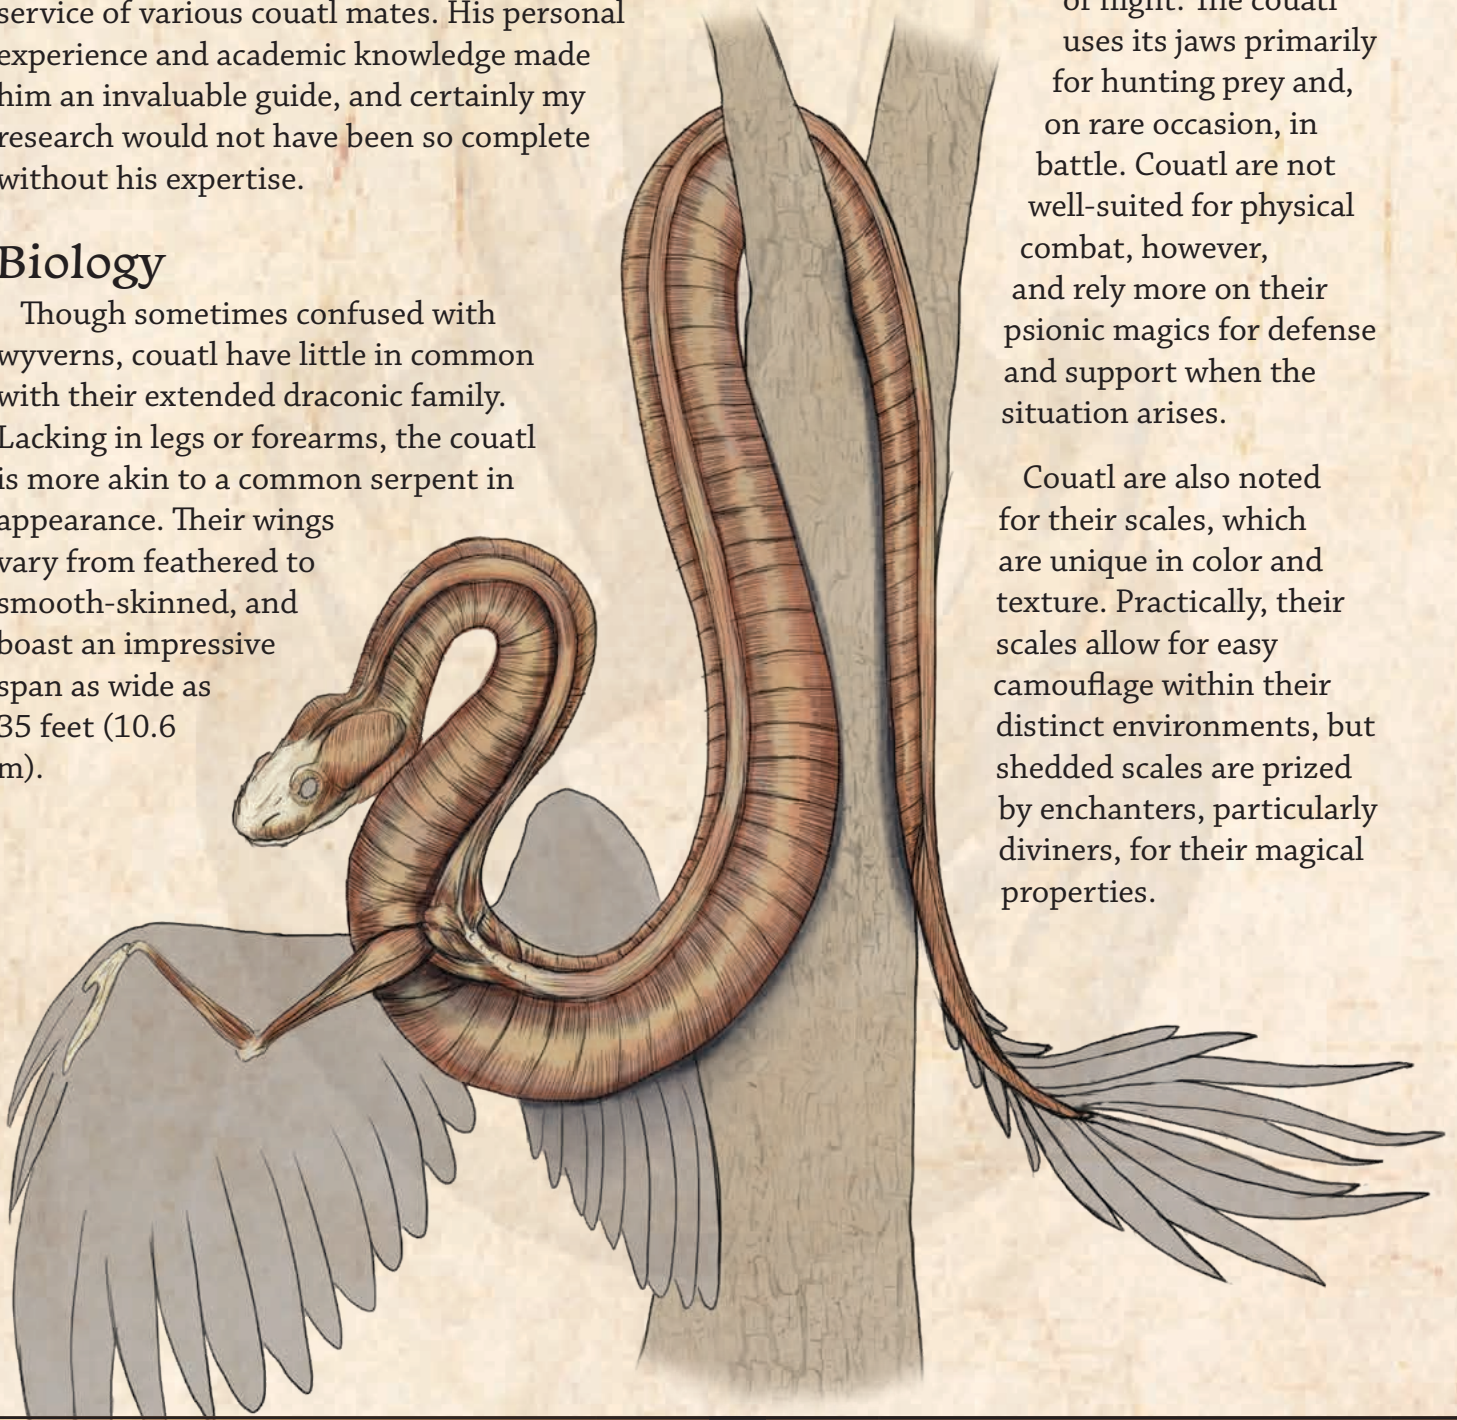 service of various couatl mates. His personal
experience and academic knowledge made
him an invaluable guide, and certainly my
research would not have been so complete
without his expertise.
Biology
Though sometimes confused with
wyverns, couatl have little in common
with their extended draconic family.
Lacking in legs or forearms, the couatl
is more akin to a common serpent in
appearance. Their wings
vary from feathered to
smooth-skinned, and
boast an impressive
span as wide as
35 feet (10.6
m).
The couatl
uses its jaws primarily
for hunting prey and,
on rare occasion, in
battle. Couatl are not
well-suited for physical
combat, however,
and rely more on their
psionic magics for defense
and support when the
situation arises.
Couatl are also noted
for their scales, which
are unique in color and
texture. Practically, their
scales allow for easy
camouflage within their
distinct environments, but
shedded scales are prized
by enchanters, particularly
diviners, for their magical
properties.